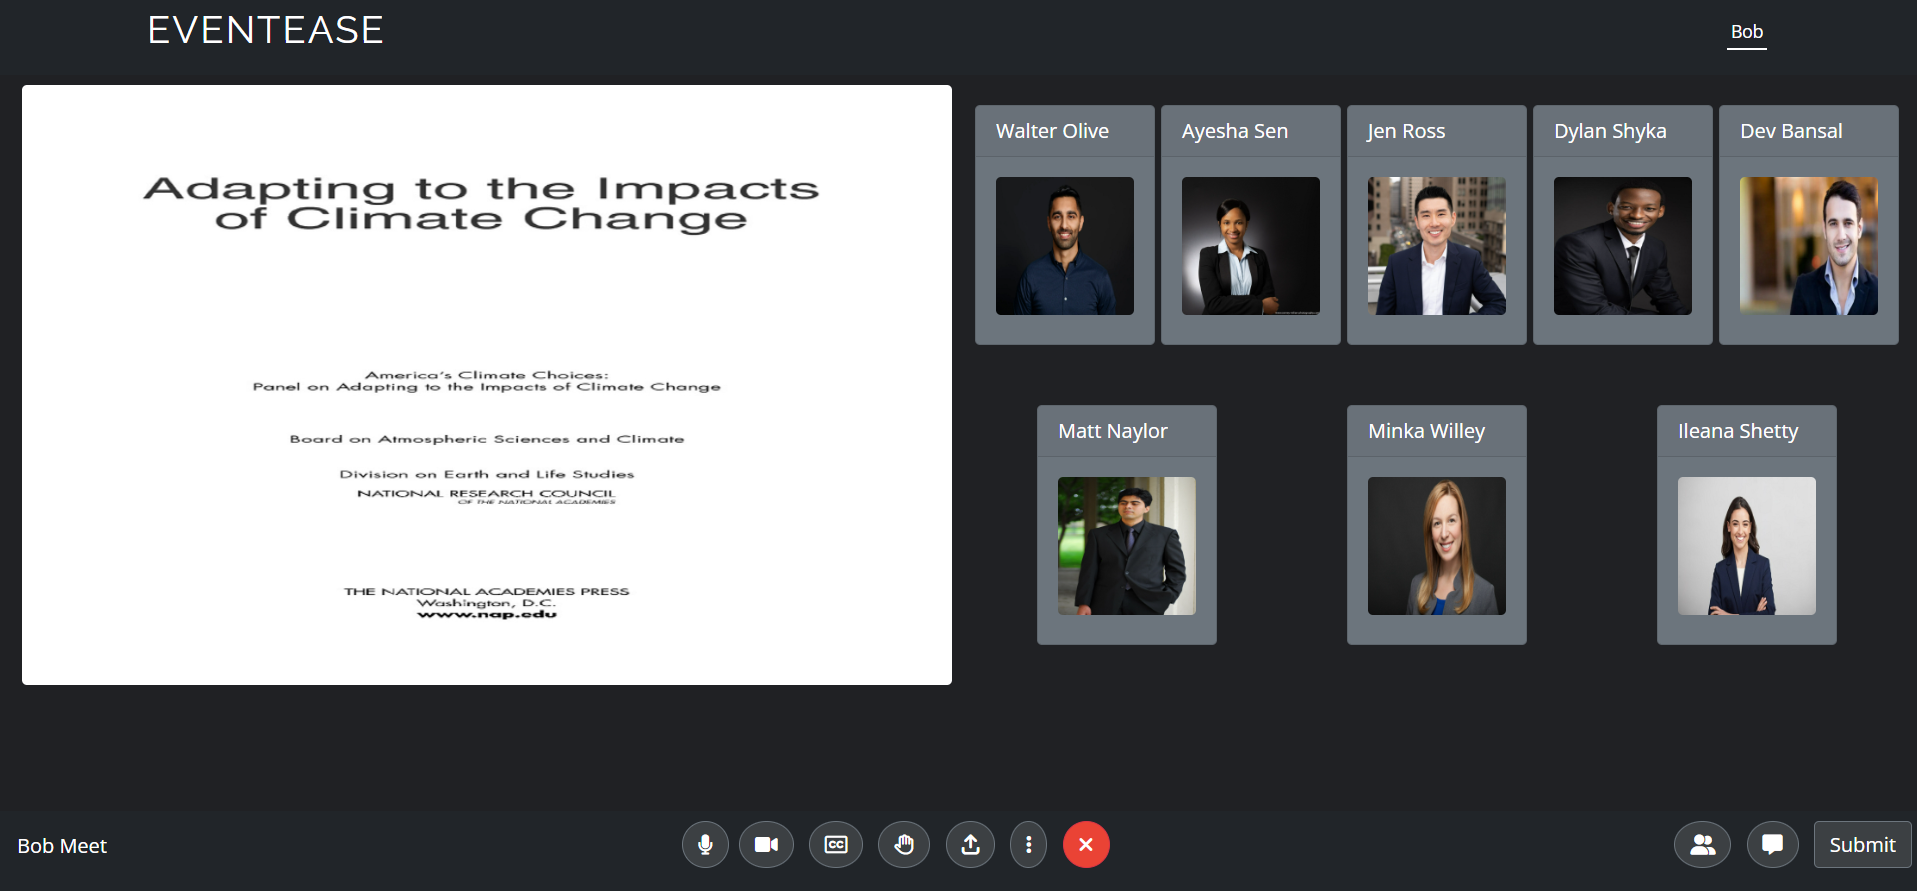 EVENTEASE
Bob
Adapting to the Impacts
of Climate Change
America's Climate Choices:
Panel on Adapting to the Impacts of Climate Change
Board on Atmospheric Sciences and Climate
Division on Earth and Life Studies
NATIONAL RESEARCH COUNCIL
OF THE NATIONAL ACADEMIES
THE NATIONAL ACADEMIES PRESS
Washington, D.C.
www.nap.edu
Walter Olive
Ayesha Sen
Jen Ross
Dylan Shyka
Dev Bansal
Matt Naylor
Minka Willey
Ileana Shetty
Bob Meet
CC
Submit